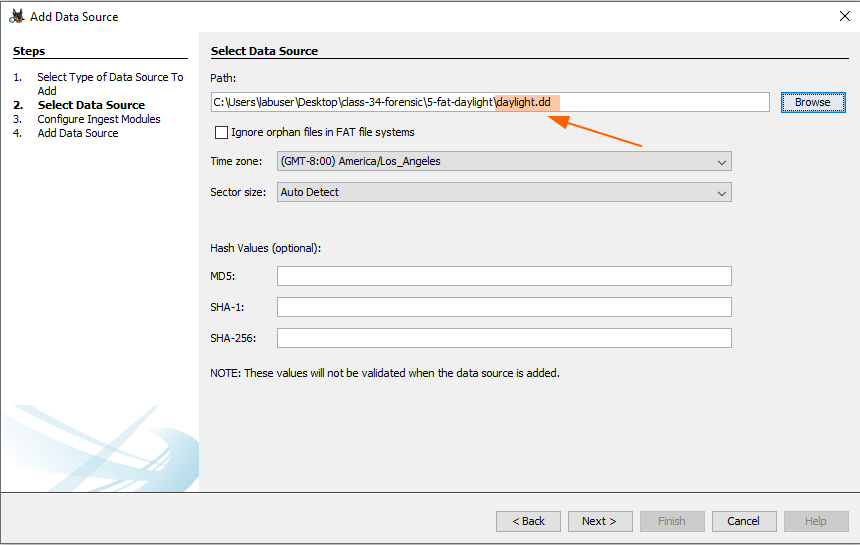 Add Data Source
Steps
1. Select Type of Data Source To
Add
2. Select Data Source
3. Configure Ingest Modules
4. Add Data Source
Select Data Source
Path:
C:\Users\labuser\Desktop\class-34-forensic\5-fat-daylight\daylight.dd
Browse
Ignore orphan files in FAT file systems
Time zone: (GMT-8:00) America/Los_Angeles
Sector size: Auto Detect
Hash Values (optional):
MD5:
SHA-1:
SHA-256:
NOTE: These values will not be validated when the data source is added.
< Back Next > Finish Cancel Help